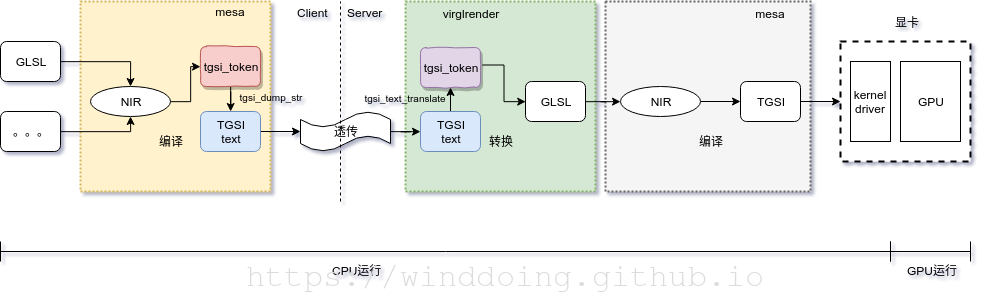 mesa
Client
Server
virglrender
mesa
显卡
GLSL
。。。
NIR
tgsi_token
tgsi_dump_str
TGSI
text
编译
透传
tgsi_token
tgsi_text_translate
TGSI
text
转换
GLSL
NIR
编译
TGSI
kernel
driver
GPU
CPU运行
GPU运行
https://winddoing.github.io